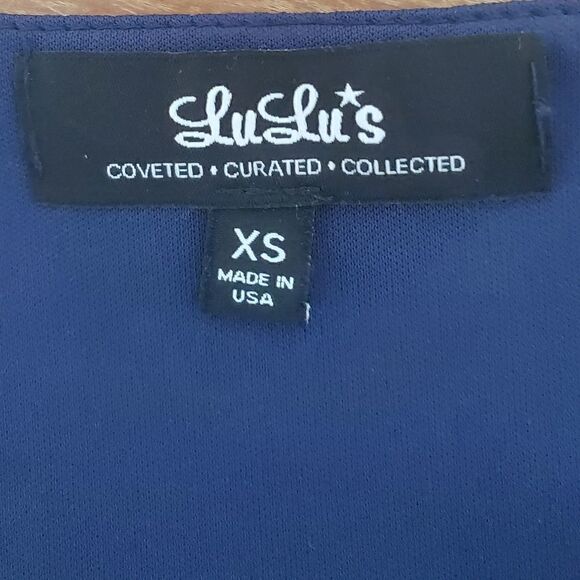 LuLu's
COVETED • CURATED • COLLECTED
XS
MADE IN
USA